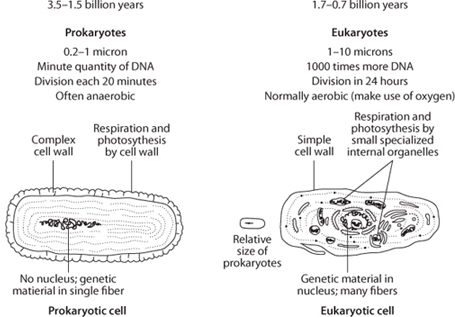 3.5–1.5 billion years
Prokaryotes
0.2–1 micron
Minute quantity of DNA
Division each 20 minutes
Often anaerobic
Complex
cell wall
Respiration and
photosythesis
by cell wall
No nucleus; genetic
matierial in single fiber
Prokaryotic cell
1.7–0.7 billion years
Eukaryotes
1–10 microns
1000 times more DNA
Division in 24 hours
Normally aerobic (make use of oxygen)
Simple
cell wall
Respiration and
photosythesis by
small specialized
internal organelles
Relative
size of
prokaryotes
Genetic material in
nucleus; many fibers
Eukaryotic cell